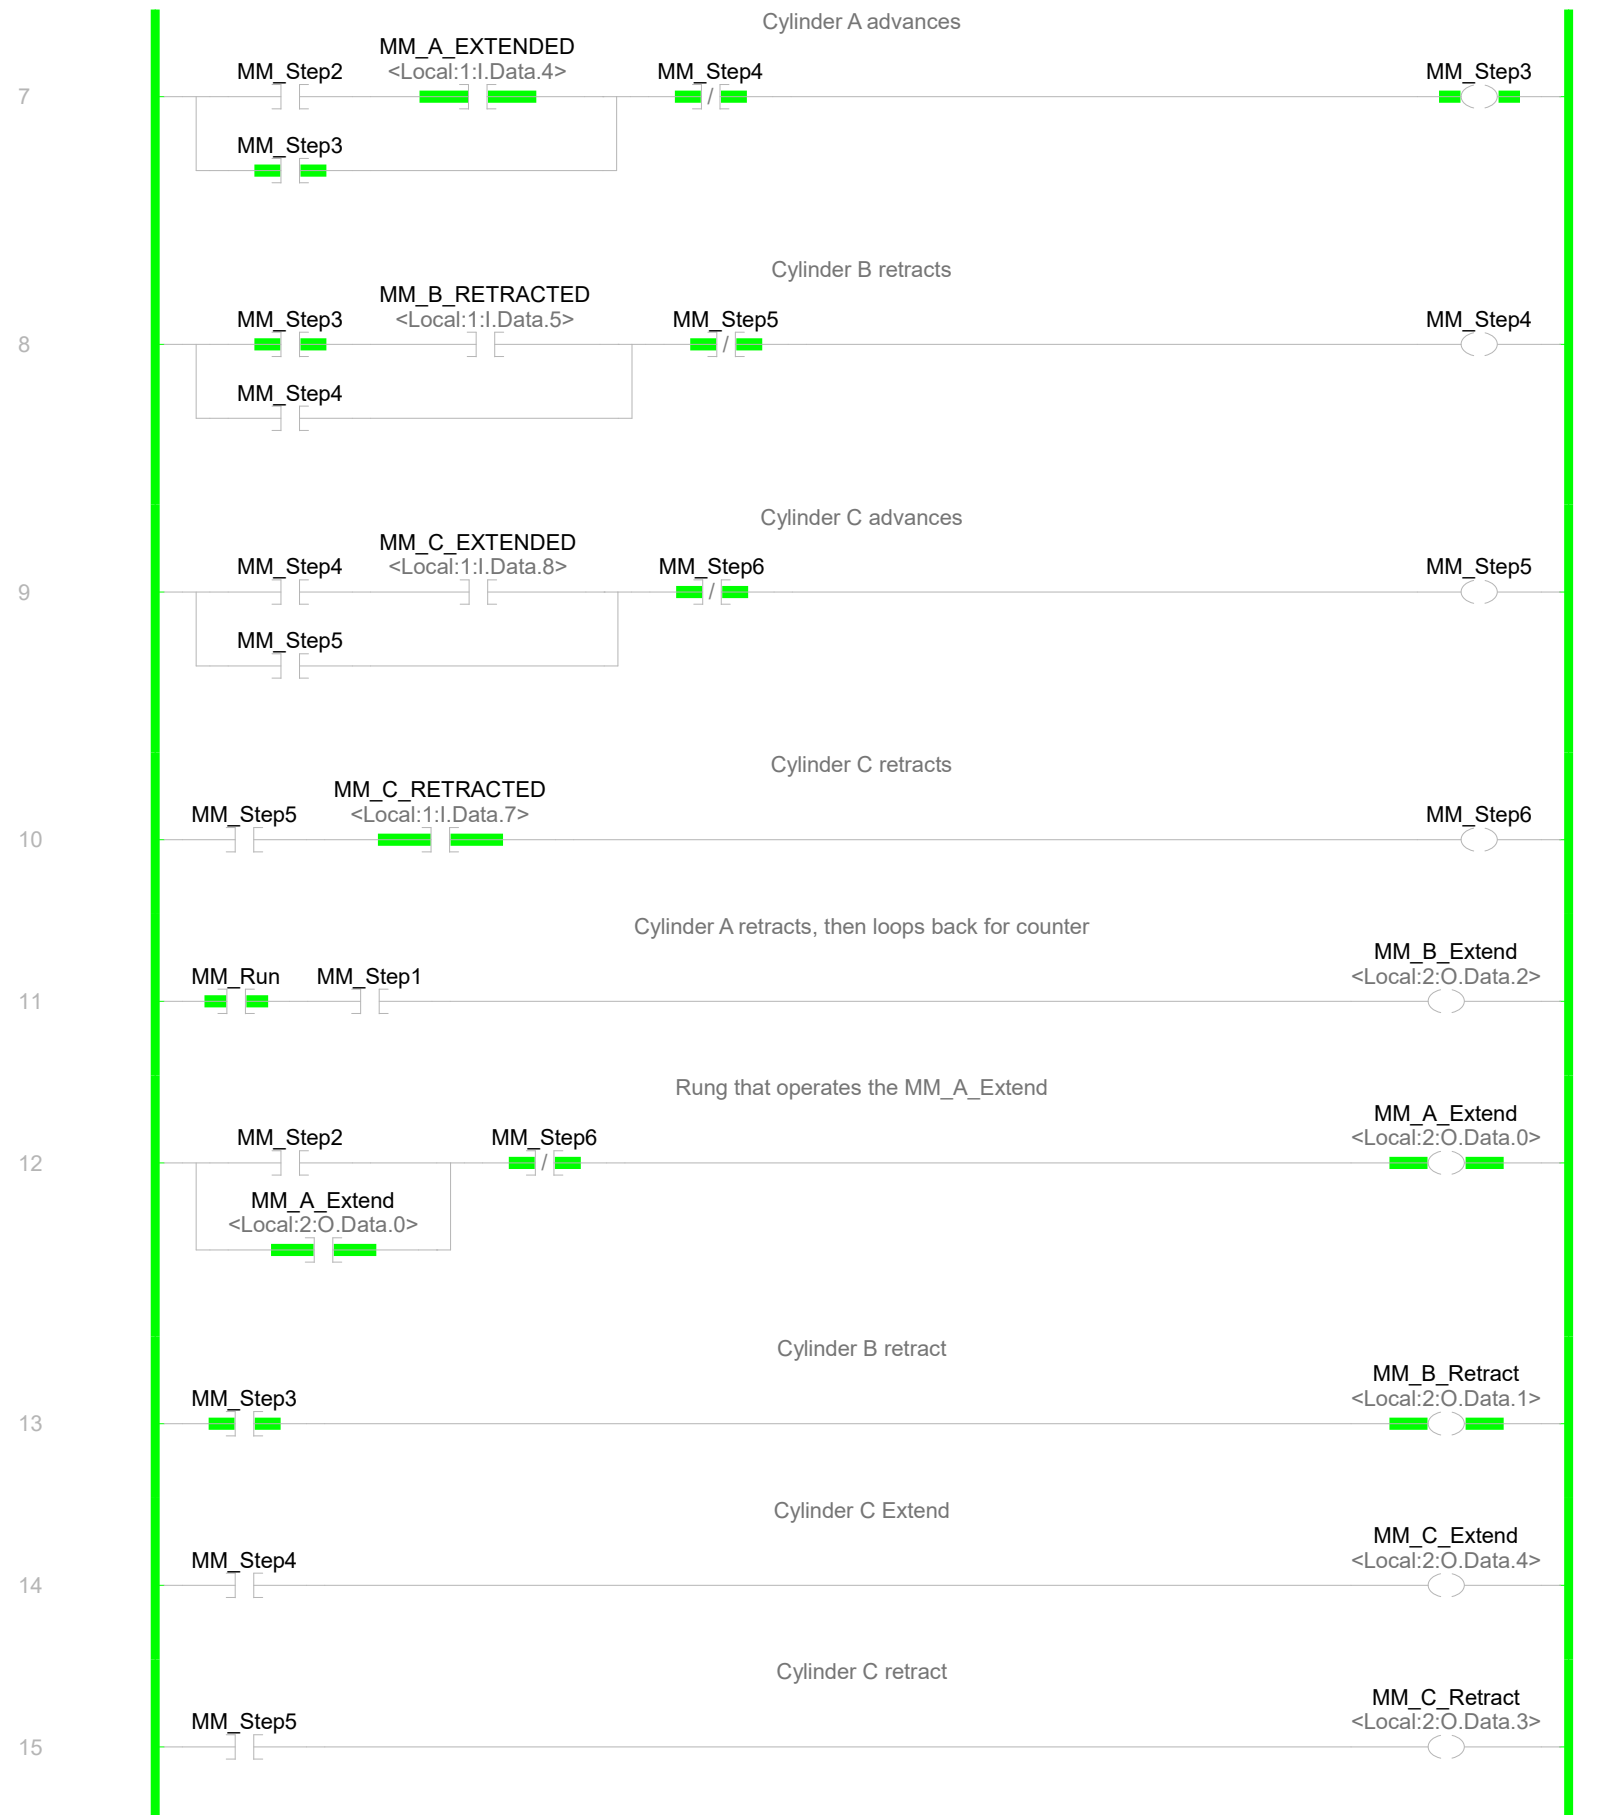 Cylinder A advances
MM_A_EXTENDED
MM_Step2 <Local:1:I.Data.4> MM_Step4 MM_Step3
7 /
MM_Step3
Cylinder B retracts
MM_B_RETRACTED
MM_Step3 <Local:1:I.Data.5> MM_Step5 MM_Step4
8 /
MM_Step4
Cylinder C advances
MM_C_EXTENDED
MM_Step4 <Local:1:I.Data.8> MM_Step6 MM_Step5
9 /
MM_Step5
Cylinder C retracts
MM_C_RETRACTED
MM_Step5 <Local:1:I.Data.7> MM_Step6
10
Cylinder A retracts, then loops back for counter
MM_B_Extend
MM_Run MM_Step1 <Local:2:O.Data.2>
11
Rung that operates the MM_A_Extend
MM_A_Extend
MM_Step2 MM_Step6 <Local:2:O.Data.0>
12 /
MM_A_Extend
<Local:2:O.Data.0>
Cylinder B retract
MM_B_Retract
MM_Step3 <Local:2:O.Data.1>
13
Cylinder C Extend
MM_C_Extend
MM_Step4 <Local:2:O.Data.4>
14
Cylinder C retract
MM_C_Retract
MM_Step5 <Local:2:O.Data.3>
15